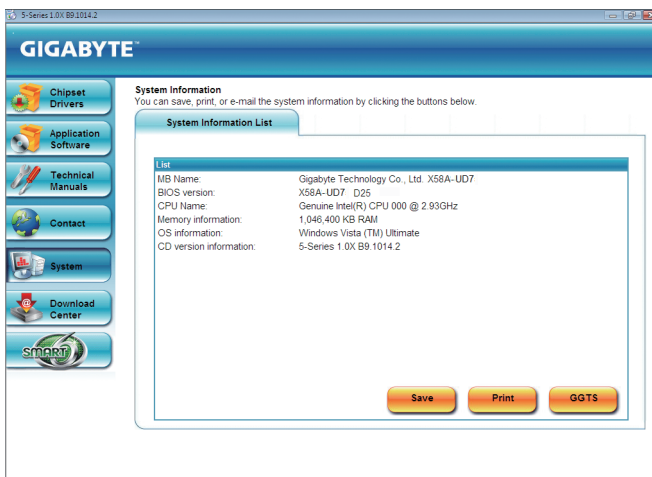 5-Series 1.0X B9.1014.2
GIGABYTE™
Chipset
Drivers
Application
Software
Technical
Manuals
Contact
System
Download
Center
SMART6
System Information
You can save, print, or e-mail the system information by clicking the buttons below.
System Information List
List
MB Name: Gigabyte Technology Co., Ltd. X58A-UD7
BIOS version: X58A-UD7 D25
CPU Name: Genuine Intel(R) CPU 000 @ 2.93GHz
Memory information: 1,046,400 KB RAM
OS information: Windows Vista (TM) Ultimate
CD version information: 5-Series 1.0X B9.1014.2
Save
Print
GGTS